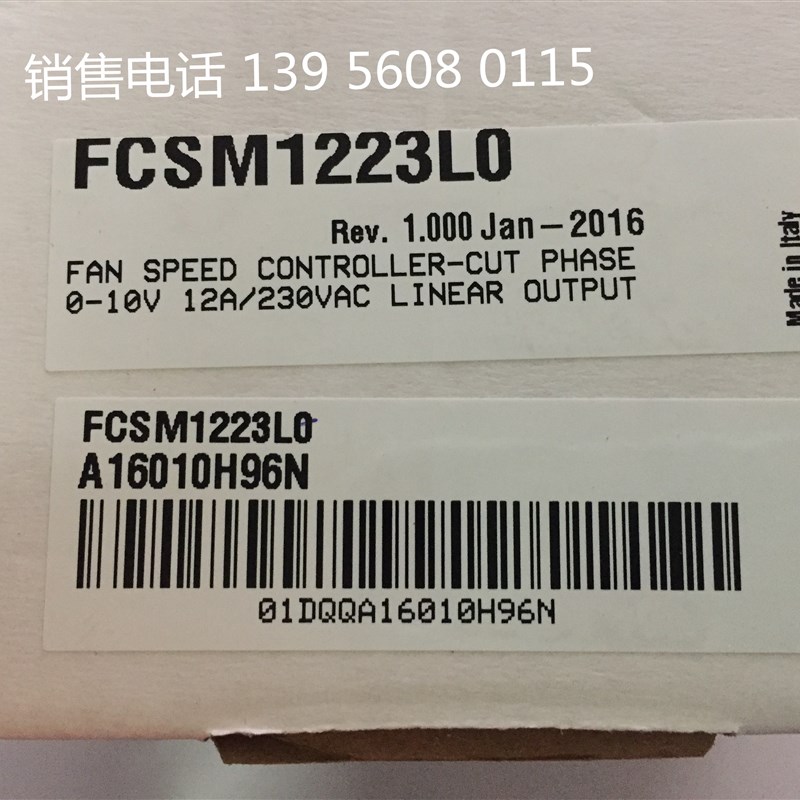 销售电话 139 5608 0115
FCSM1223L0
Rev. 1.000 Jan-2016
FAN SPEED CONTROLLER-CUT PHASE
0-10V 12A/230VAC LINEAR OUTPUT
Made in Italy
FCSM1223L0
A16010H96N
01DQQA16010H96N